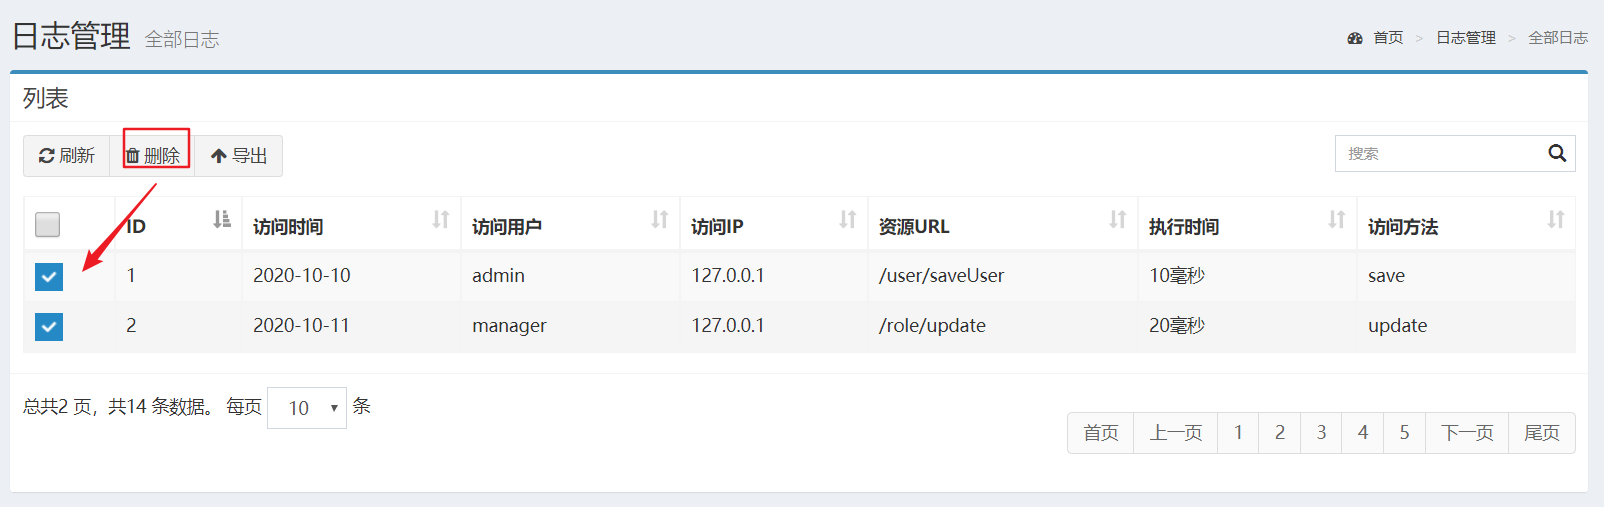 日志管理 全部日志
首页 > 日志管理 > 全部日志
列表
刷新 删除 导出
搜索
ID 访问时间 访问用户 访问IP 资源URL 执行时间 访问方法
1 2020-10-10 admin 127.0.0.1 /user/saveUser 10毫秒 save
2 2020-10-11 manager 127.0.0.1 /role/update 20毫秒 update
总共2 页，共14 条数据。 每页 10 条
首页 上一页 1 2 3 4 5 下一页 尾页